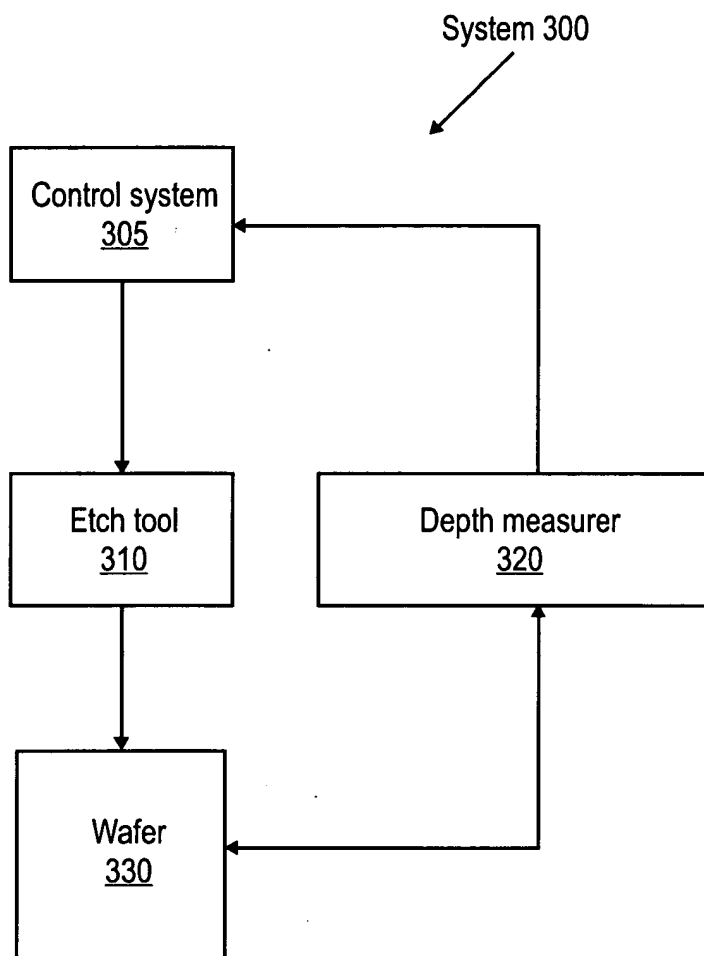 System 300
Control system
305
Etch tool
310
Depth measurer
320
Wafer
330